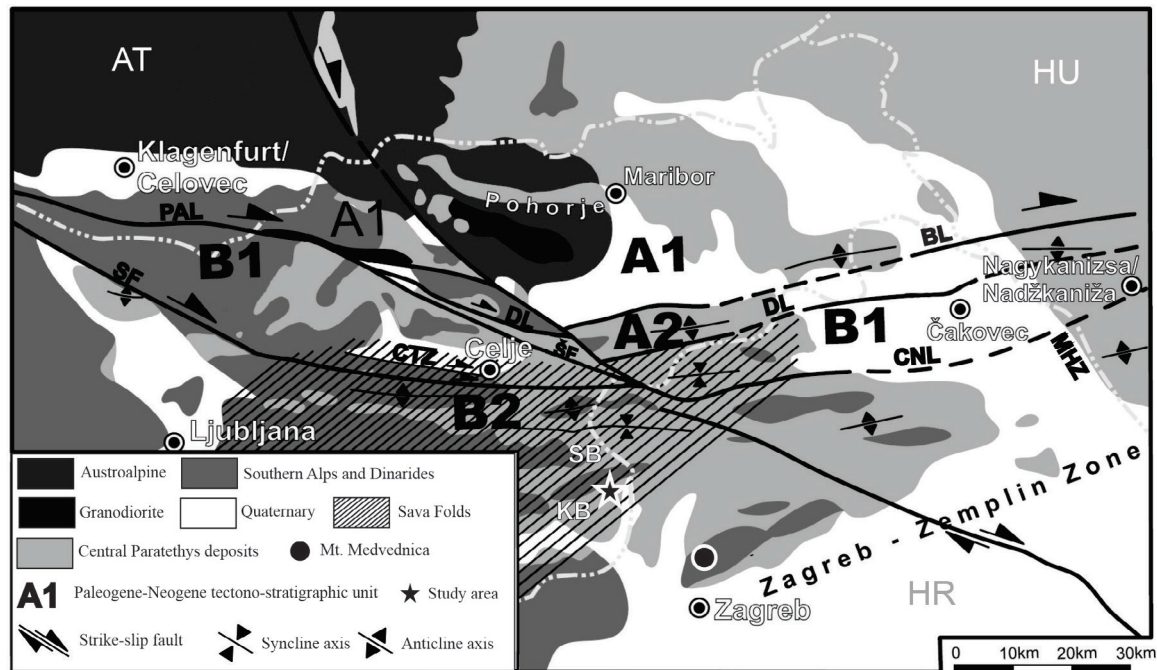 AT
HU
Klagenfurt/
Celovec
Maribor
Pohorje
PAL
A1
B1
A1
BL
SF
Nagykanizsa/
Nadžkaniža
DL
DL
A2
B1
Čakovec
ŠF
CTZ
Celje
CNL
MHZ
B2
Ljubljana
SB
KB
Zagreb - Zemplin Zone
Zagreb
HR
Austroalpine
Southern Alps and Dinarides
Granodiorite
Quaternary
Sava Folds
Central Paratethys deposits
Mt. Medvednica
A1 Paleogene-Neogene tectono-stratigraphic unit
Study area
Strike-slip fault
Syncline axis
Anticline axis
0 10km 20km 30km